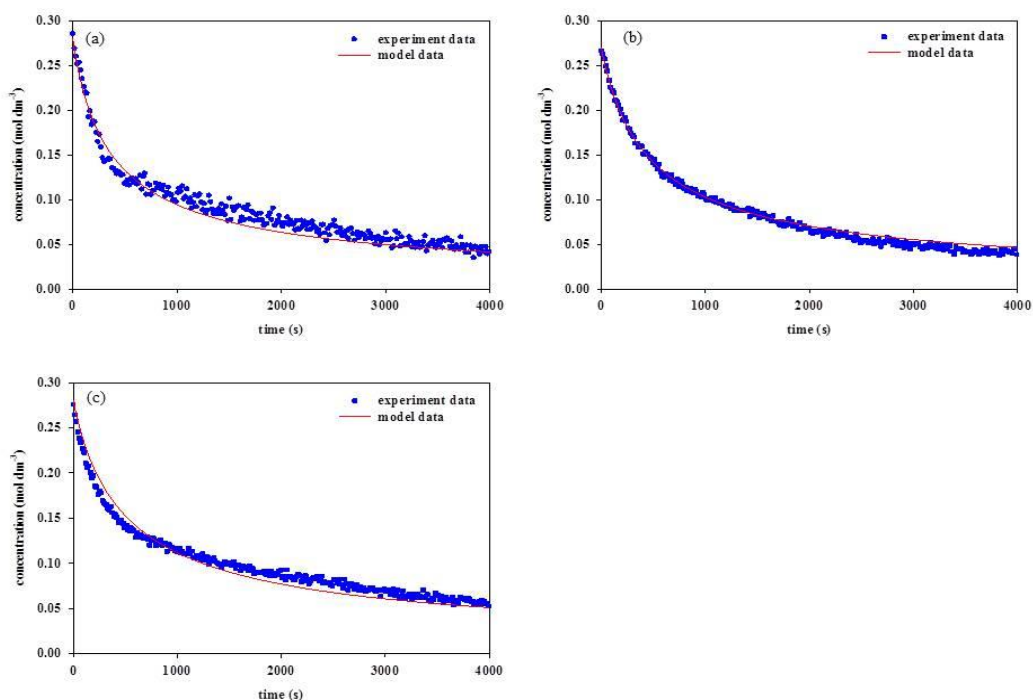 (a)
experiment data
model data
0.30
0.25
0.20
0.15
0.10
0.05
0.00
concentration (mol dm-3)
0 1000 2000 3000 4000
time (s)
(b)
experiment data
model data
0.30
0.25
0.20
0.15
0.10
0.05
0.00
concentration (mol dm-3)
0 1000 2000 3000 4000
time (s)
(c)
experiment data
model data
0.30
0.25
0.20
0.15
0.10
0.05
0.00
concentration (mol dm-3)
0 1000 2000 3000 4000
time (s)